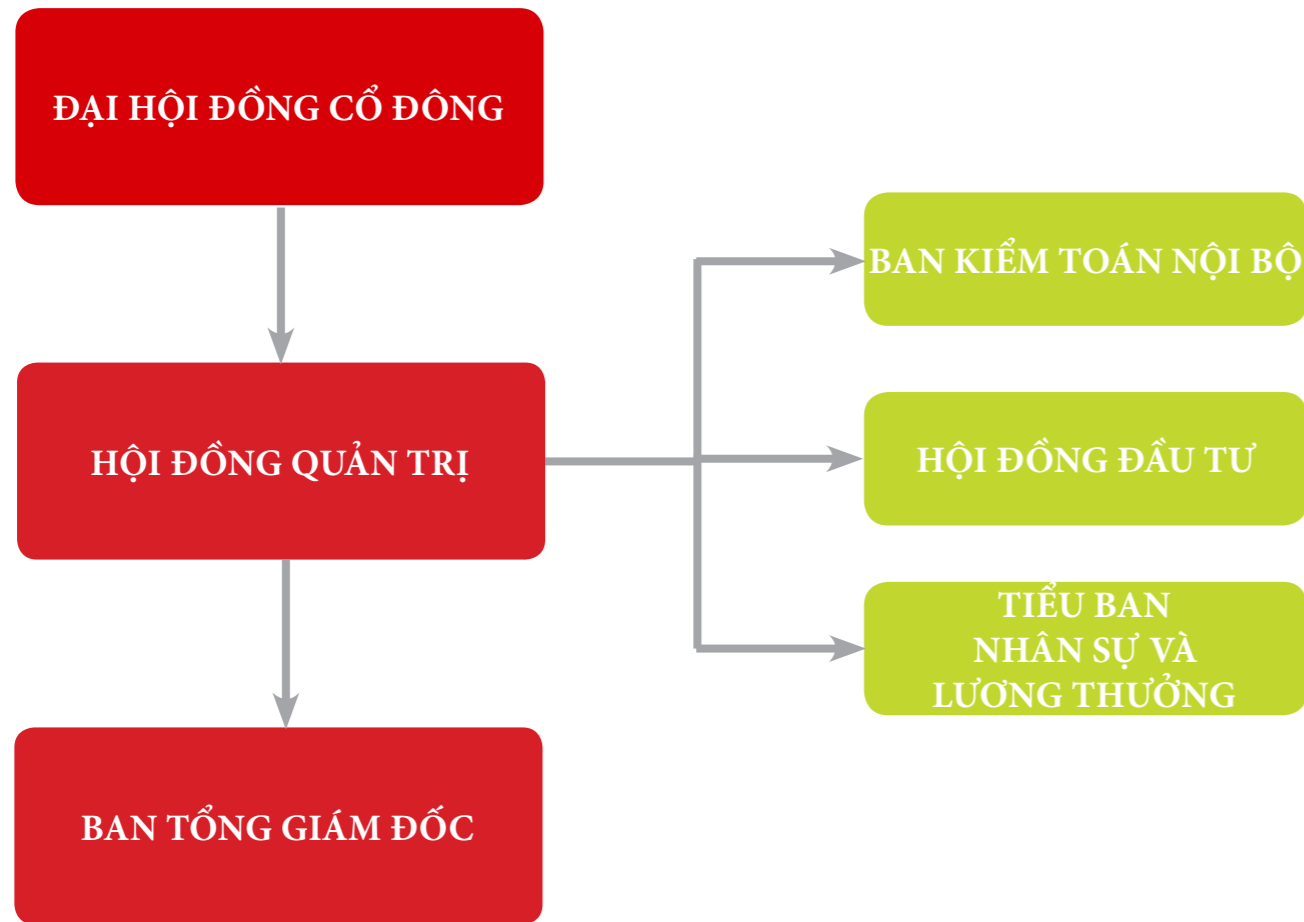 ĐẠI HỘI ĐỒNG CỔ ĐÔNG
BAN KIỂM TOÁN NỘI BỘ
HỘI ĐỒNG QUẢN TRỊ
HỘI ĐỒNG ĐẦU TƯ
TIỂU BAN
NHÂN SỰ VÀ
LƯƠNG THƯỞNG
BAN TỔNG GIÁM ĐỐC